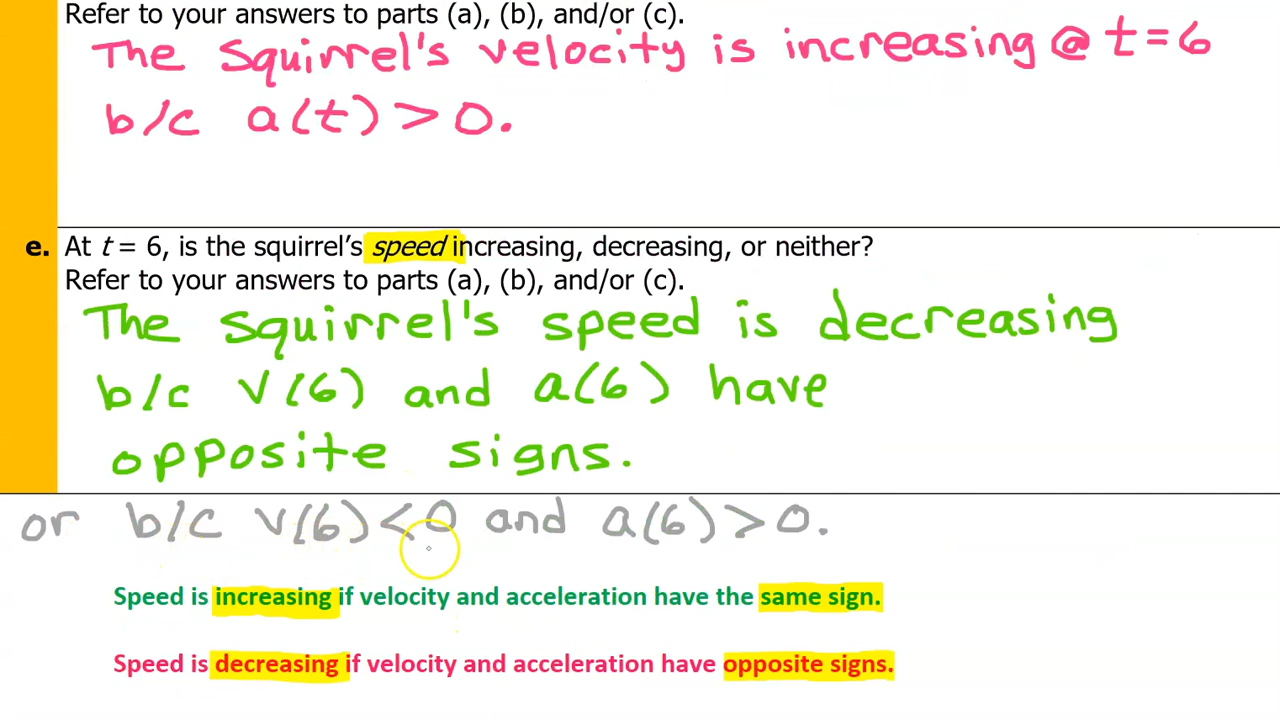 Refer to your answers to parts (a), (b), and/or (c).
The squirrel's velocity is increasing @ t=6
b/c a(t) > 0.
e. At t = 6, is the squirrel's speed increasing, decreasing, or neither?
Refer to your answers to parts (a), (b), and/or (c).
The squirrel's speed is decreasing
b/c v(6) and a(6) have
opposite signs.
or b/c v(6)<0 and a(6)>0.
Speed is increasing if velocity and acceleration have the same sign.
Speed is decreasing if velocity and acceleration have opposite signs.